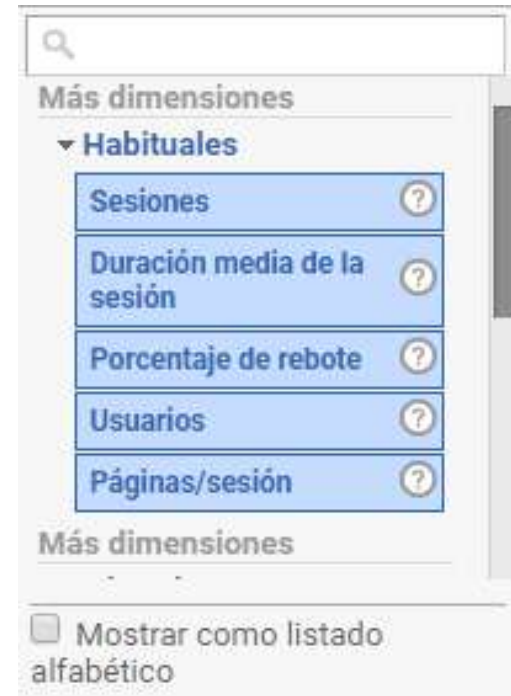 Más dimensiones
Habituales
Sesiones
Duración media de la
sesión
Porcentaje de rebote
Usuarios
Páginas/sesión
Más dimensiones
Mostrar como listado
alfabético